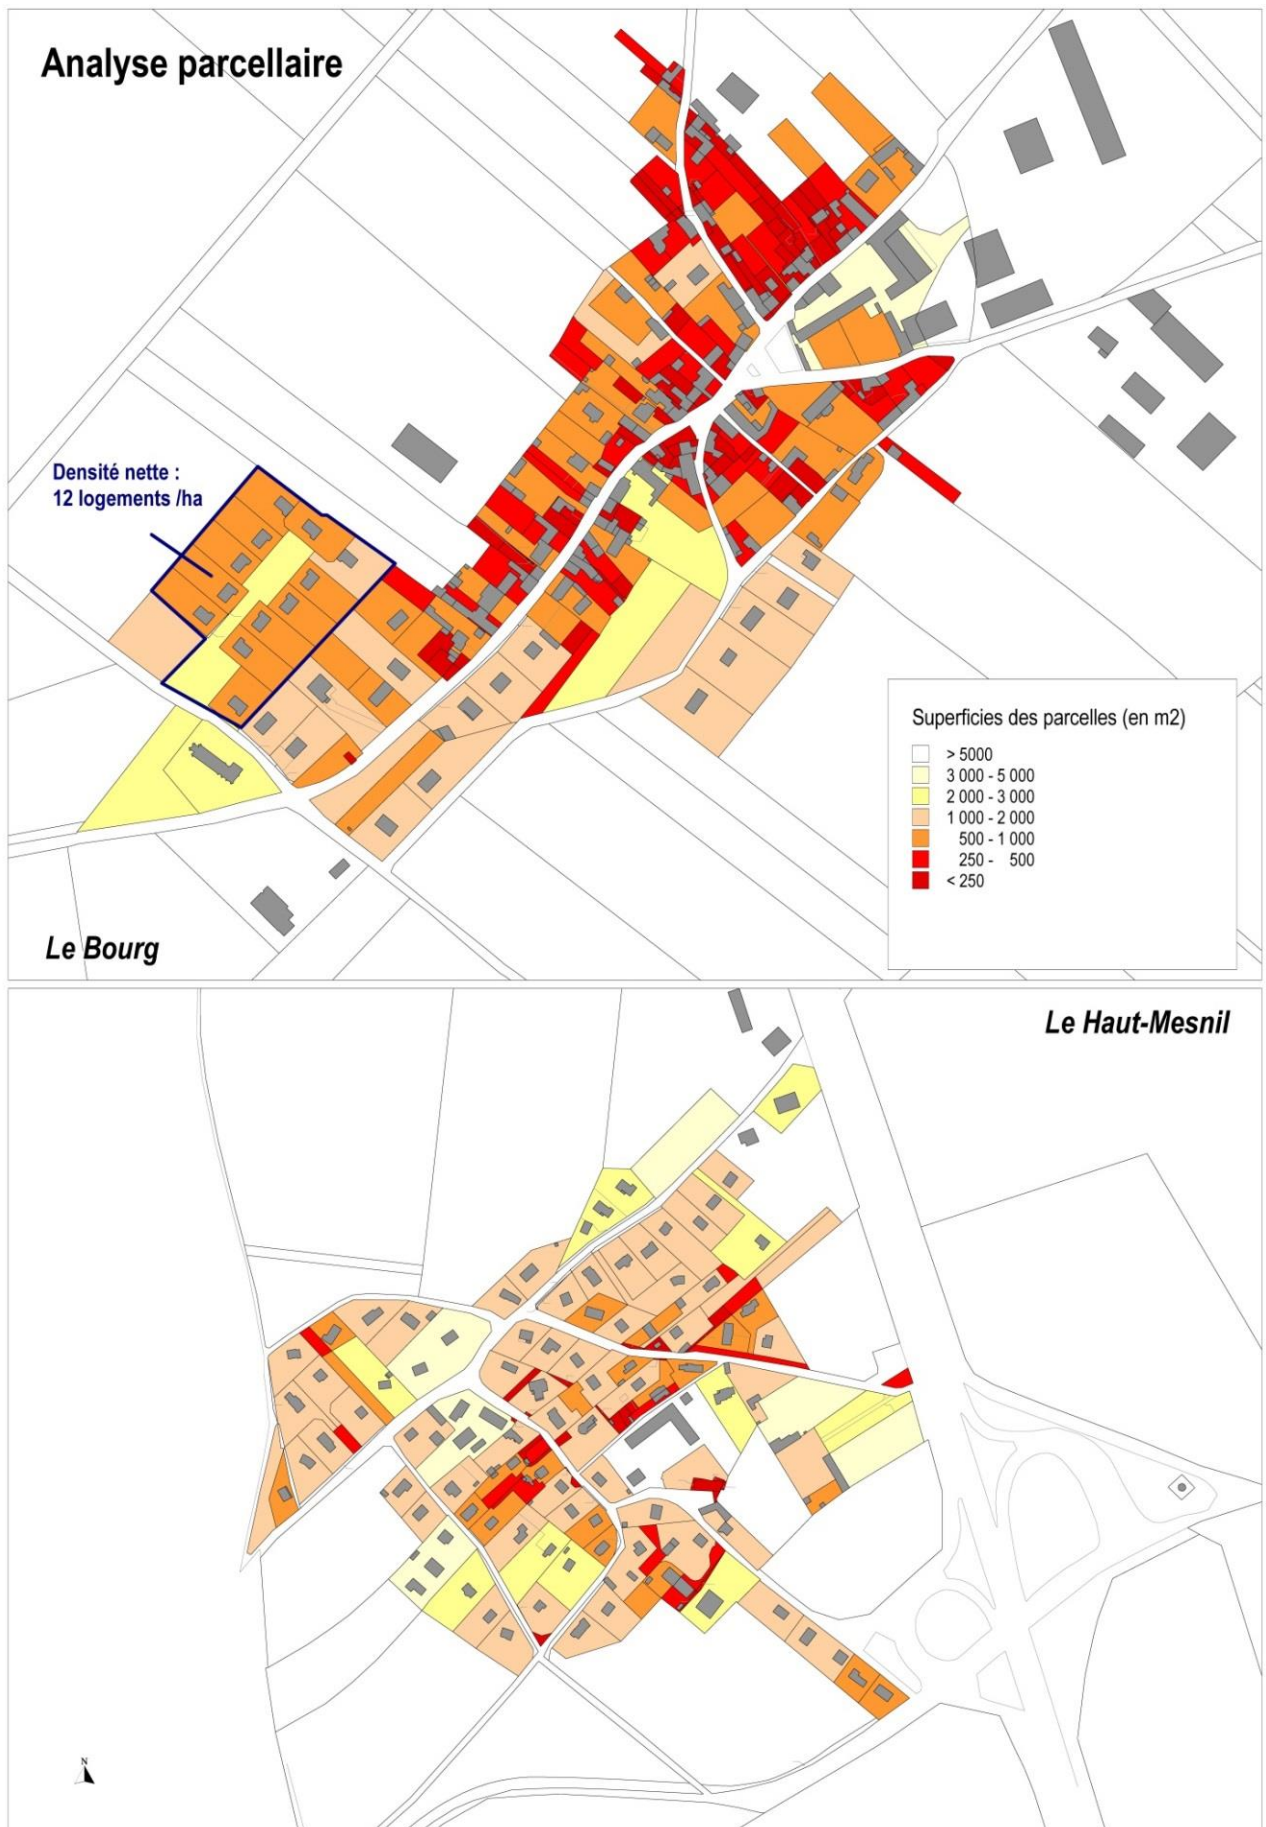 Analyse parcellaire
Densité nette :
12 logements /ha
Superficies des parcelles (en m2)
> 5000
3 000 - 5 000
2 000 - 3 000
1 000 - 2 000
500 - 1 000
250 - 500
< 250
Le Bourg
Le Haut-Mesnil
N